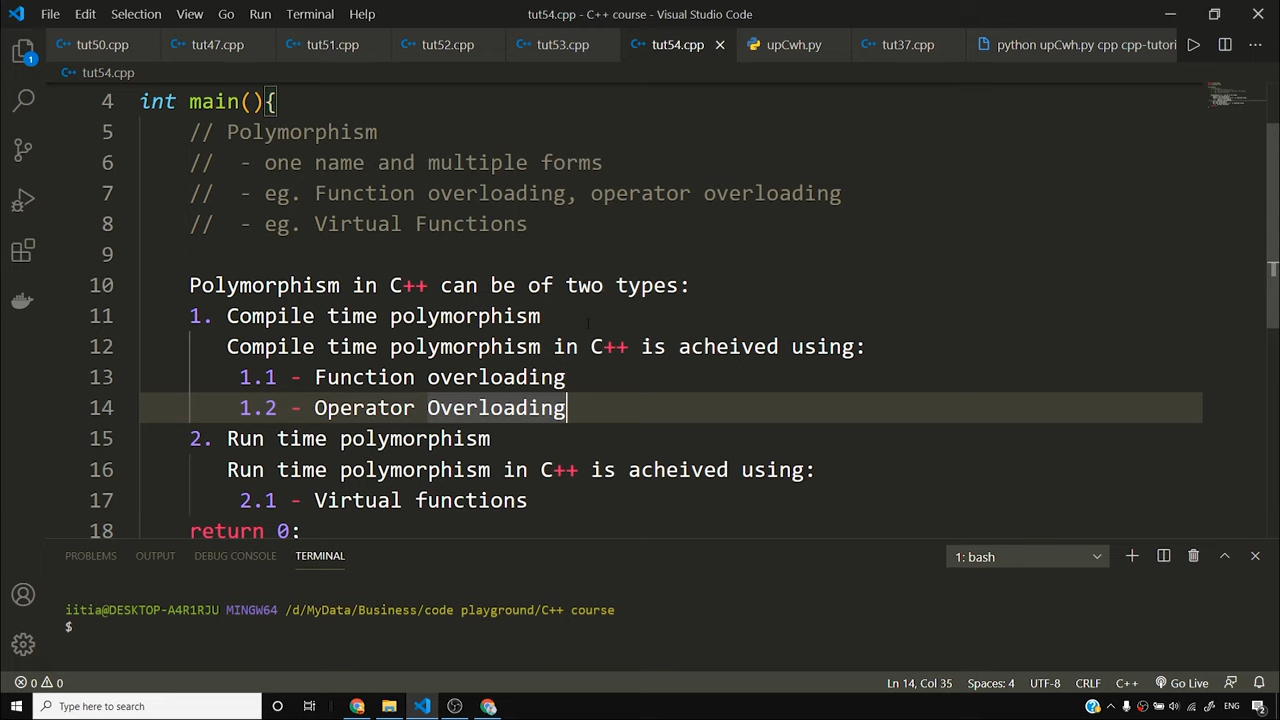 File Edit Selection View Go Run Terminal Help tut54.cpp - C++ course - Visual Studio Code
tut50.cpp tut47.cpp tut51.cpp tut52.cpp tut53.cpp tut54.cpp upCwh.py tut37.cpp python upCwh.py cpp cpp-tutori
tut54.cpp
4 int main(){
5 // Polymorphism
6 // - one name and multiple forms
7 // - eg. Function overloading, operator overloading
8 // - eg. Virtual Functions
9
10 Polymorphism in C++ can be of two types:
11 1. Compile time polymorphism
12 Compile time polymorphism in C++ is acheived using:
13 1.1 - Function overloading
14 1.2 - Operator Overloading
15 2. Run time polymorphism
16 Run time polymorphism in C++ is acheived using:
17 2.1 - Virtual functions
18 return 0;
PROBLEMS OUTPUT DEBUG CONSOLE TERMINAL 1: bash
iitia@DESKTOP-A4R1RJU MINGW64 /d/MyData/Business/code playground/C++ course
$
0 0 Ln 14, Col 35 Spaces: 4 UTF-8 CRLF C++ Go Live
Type here to search ENG 2